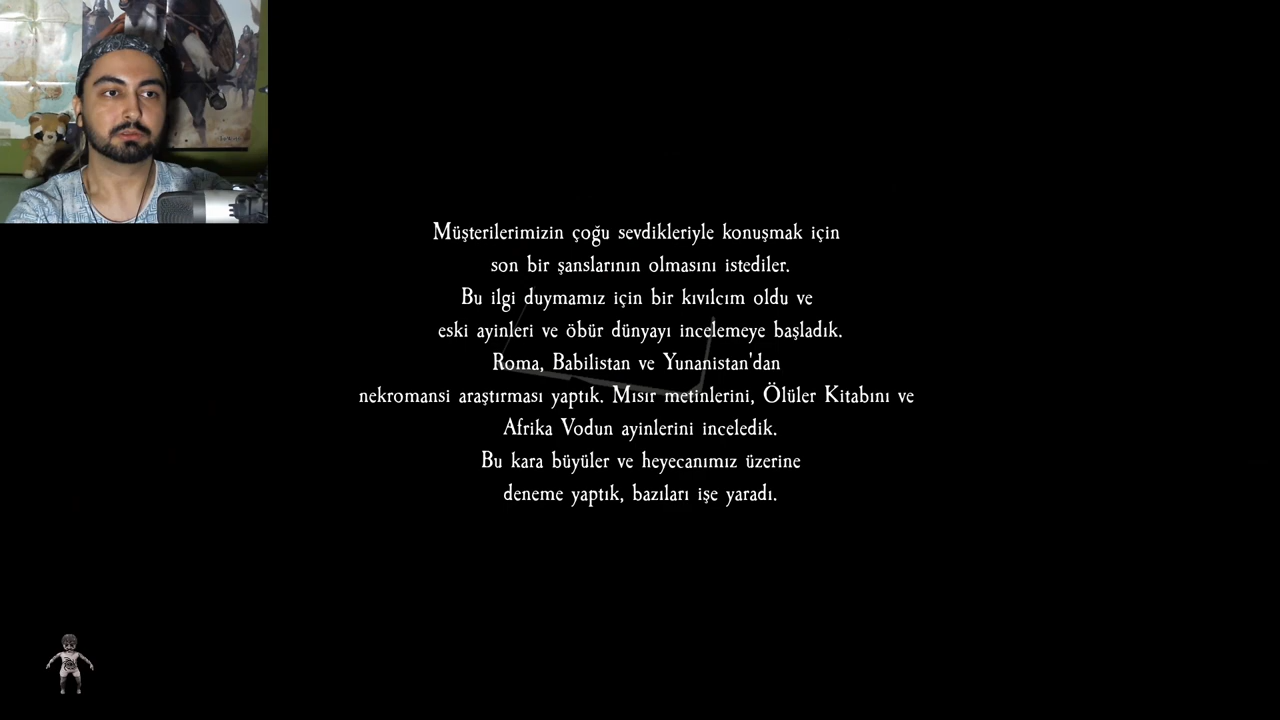 Müşterilerimizin çoğu sevdikleriyle konuşmak için
son bir şanslarının olmasını istediler.
Bu ilgi duymamız için bir kıvılcım oldu ve
eski ayinleri ve öbür dünyayı incelemeye başladık.
Roma, Babilistan ve Yunanistan'dan
nekromansi araştırması yaptık. Mısır metinlerini, Ölüler Kitabını ve
Afrika Vodun ayinlerini inceledik.
Bu kara büyüler ve heyecanımız üzerine
deneme yaptık, bazıları işe yaradı.